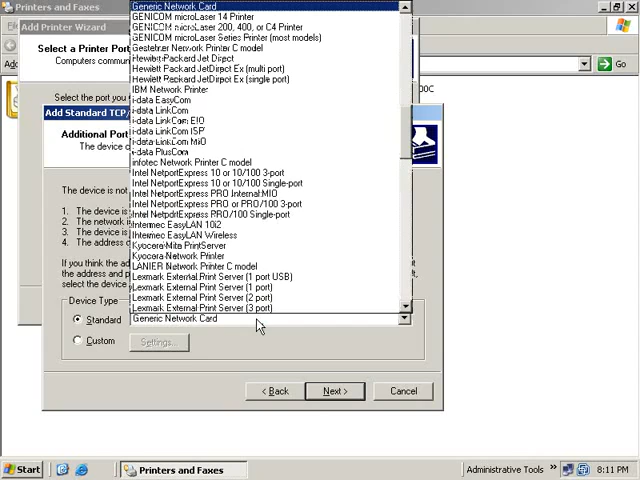 Printers and Faxes
Add Printer Wizard
Select a Printer Port
Computers commu
Select the port you
Add Standard TCP/
Additional Port
The device c
The device is not
1. The device is
2. The network
3. The device is
4. The address
If you think the a
the address and
select the device
Device Type
Standard
Custom
Settings...
Generic Network Card
GENICOM microLaser 14 Printer
GENICOM microLaser 200, 400, or C4 Printer
GENICOM microLaser Series Printer (most models)
Gestetner Network Printer C model
Hewlett Packard Jet Direct
Hewlett Packard JetDirect Ex (multi port)
Hewlett Packard JetDirect Ex (single port)
IBM Network Printer
i-data EasyCom
i-data LinkCom
i-data LinkCom EIO
i-data LinkCom ISP
i-data LinkCom MIO
i-data PlusCom
infotec Network Printer C model
Intel NetportExpress 10 or 10/100 3-port
Intel NetportExpress 10 or 10/100 Single-port
Intel NetportExpress PRO Internal MIO
Intel NetportExpress PRO or PRO/100 3-port
Intel NetportExpress PRO/100 Single-port
Intermec EasyLAN 10i2
Intermec EasyLAN Wireless
Kyocera-Mita PrintServer
Kyocera Network Printer
LANIER Network Printer C model
Lexmark External Print Server (1 port USB)
Lexmark External Print Server (1 port)
Lexmark External Print Server (2 port)
Lexmark External Print Server (3 port)
Generic Network Card
< Back
Next >
Cancel
Go
00C
Start
Printers and Faxes
Administrative Tools
»
8:11 PM